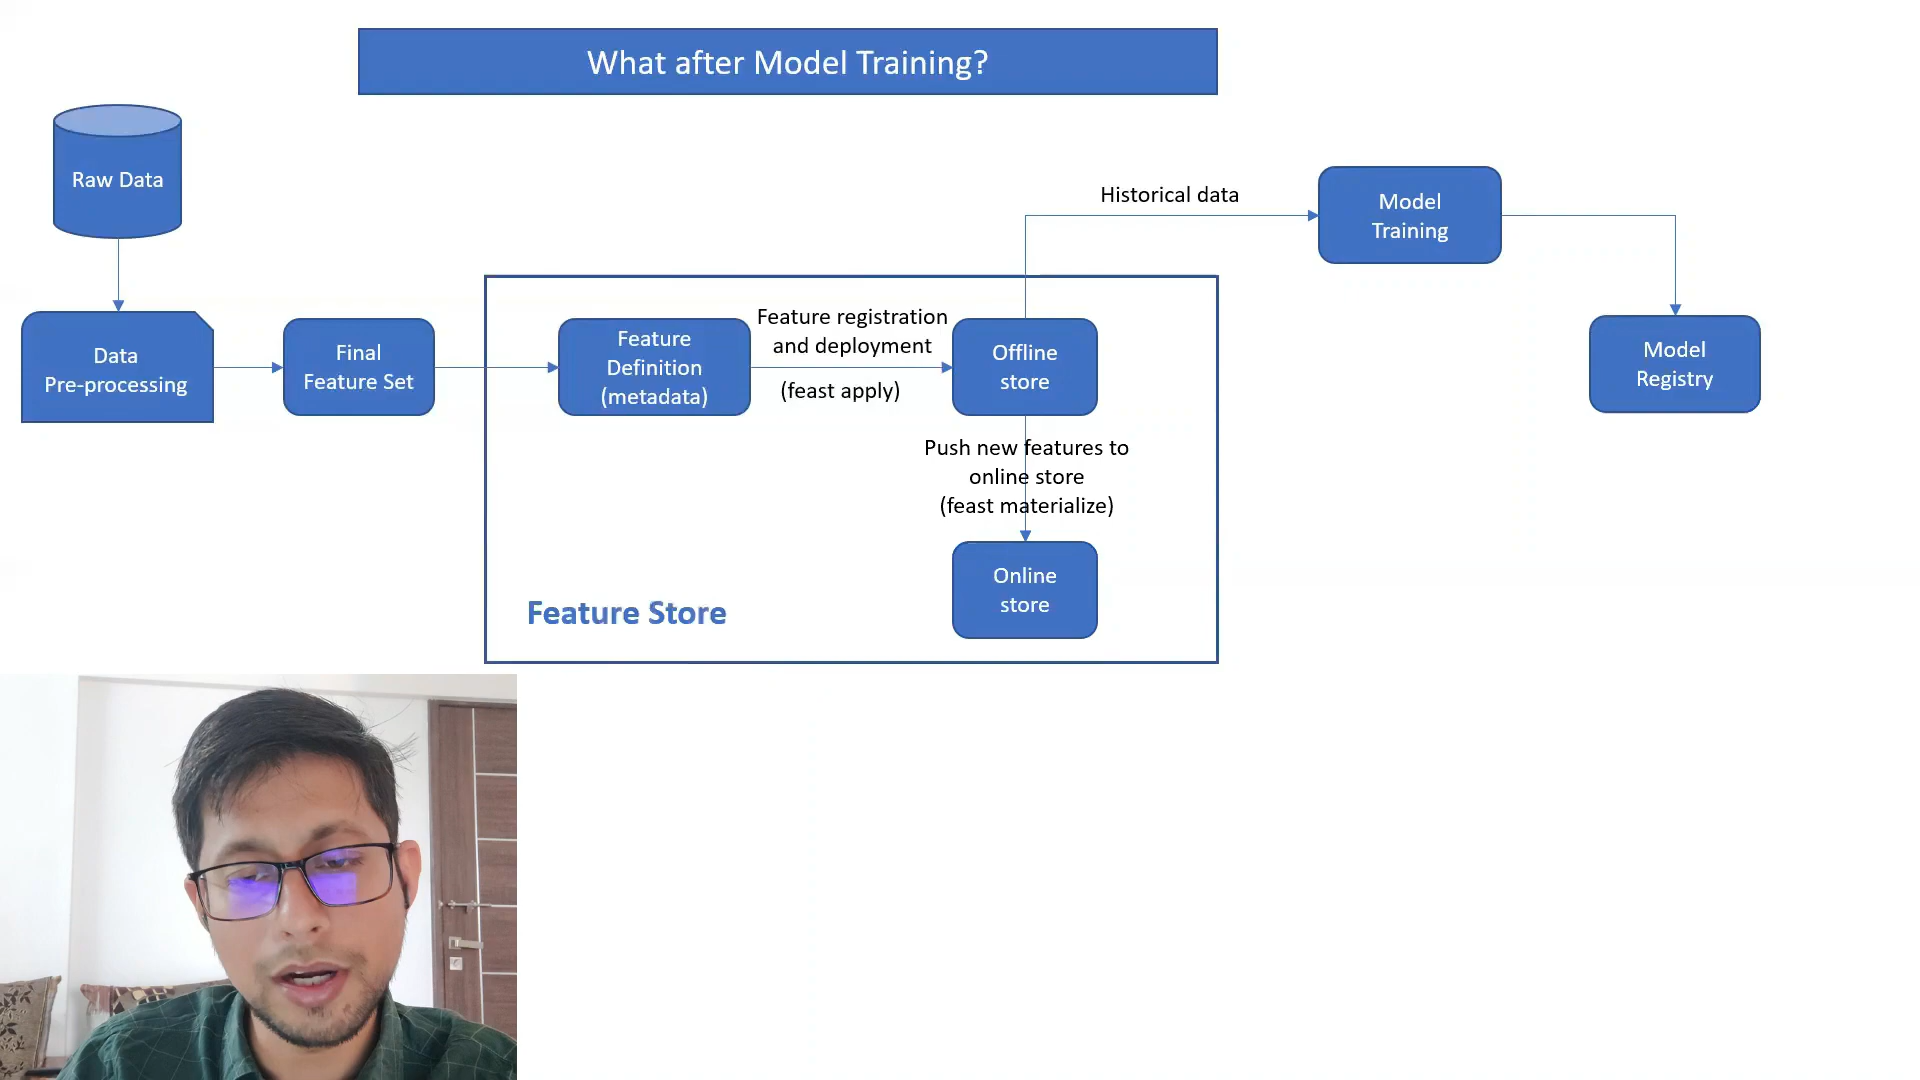 What after Model Training?
Raw Data
Historical data
Model
Training
Data
Pre-processing
Final
Feature Set
Feature
Definition
(metadata)
Feature registration
and deployment
(feast apply)
Offline
store
Model
Registry
Push new features to
online store
(feast materialize)
Online
store
Feature Store